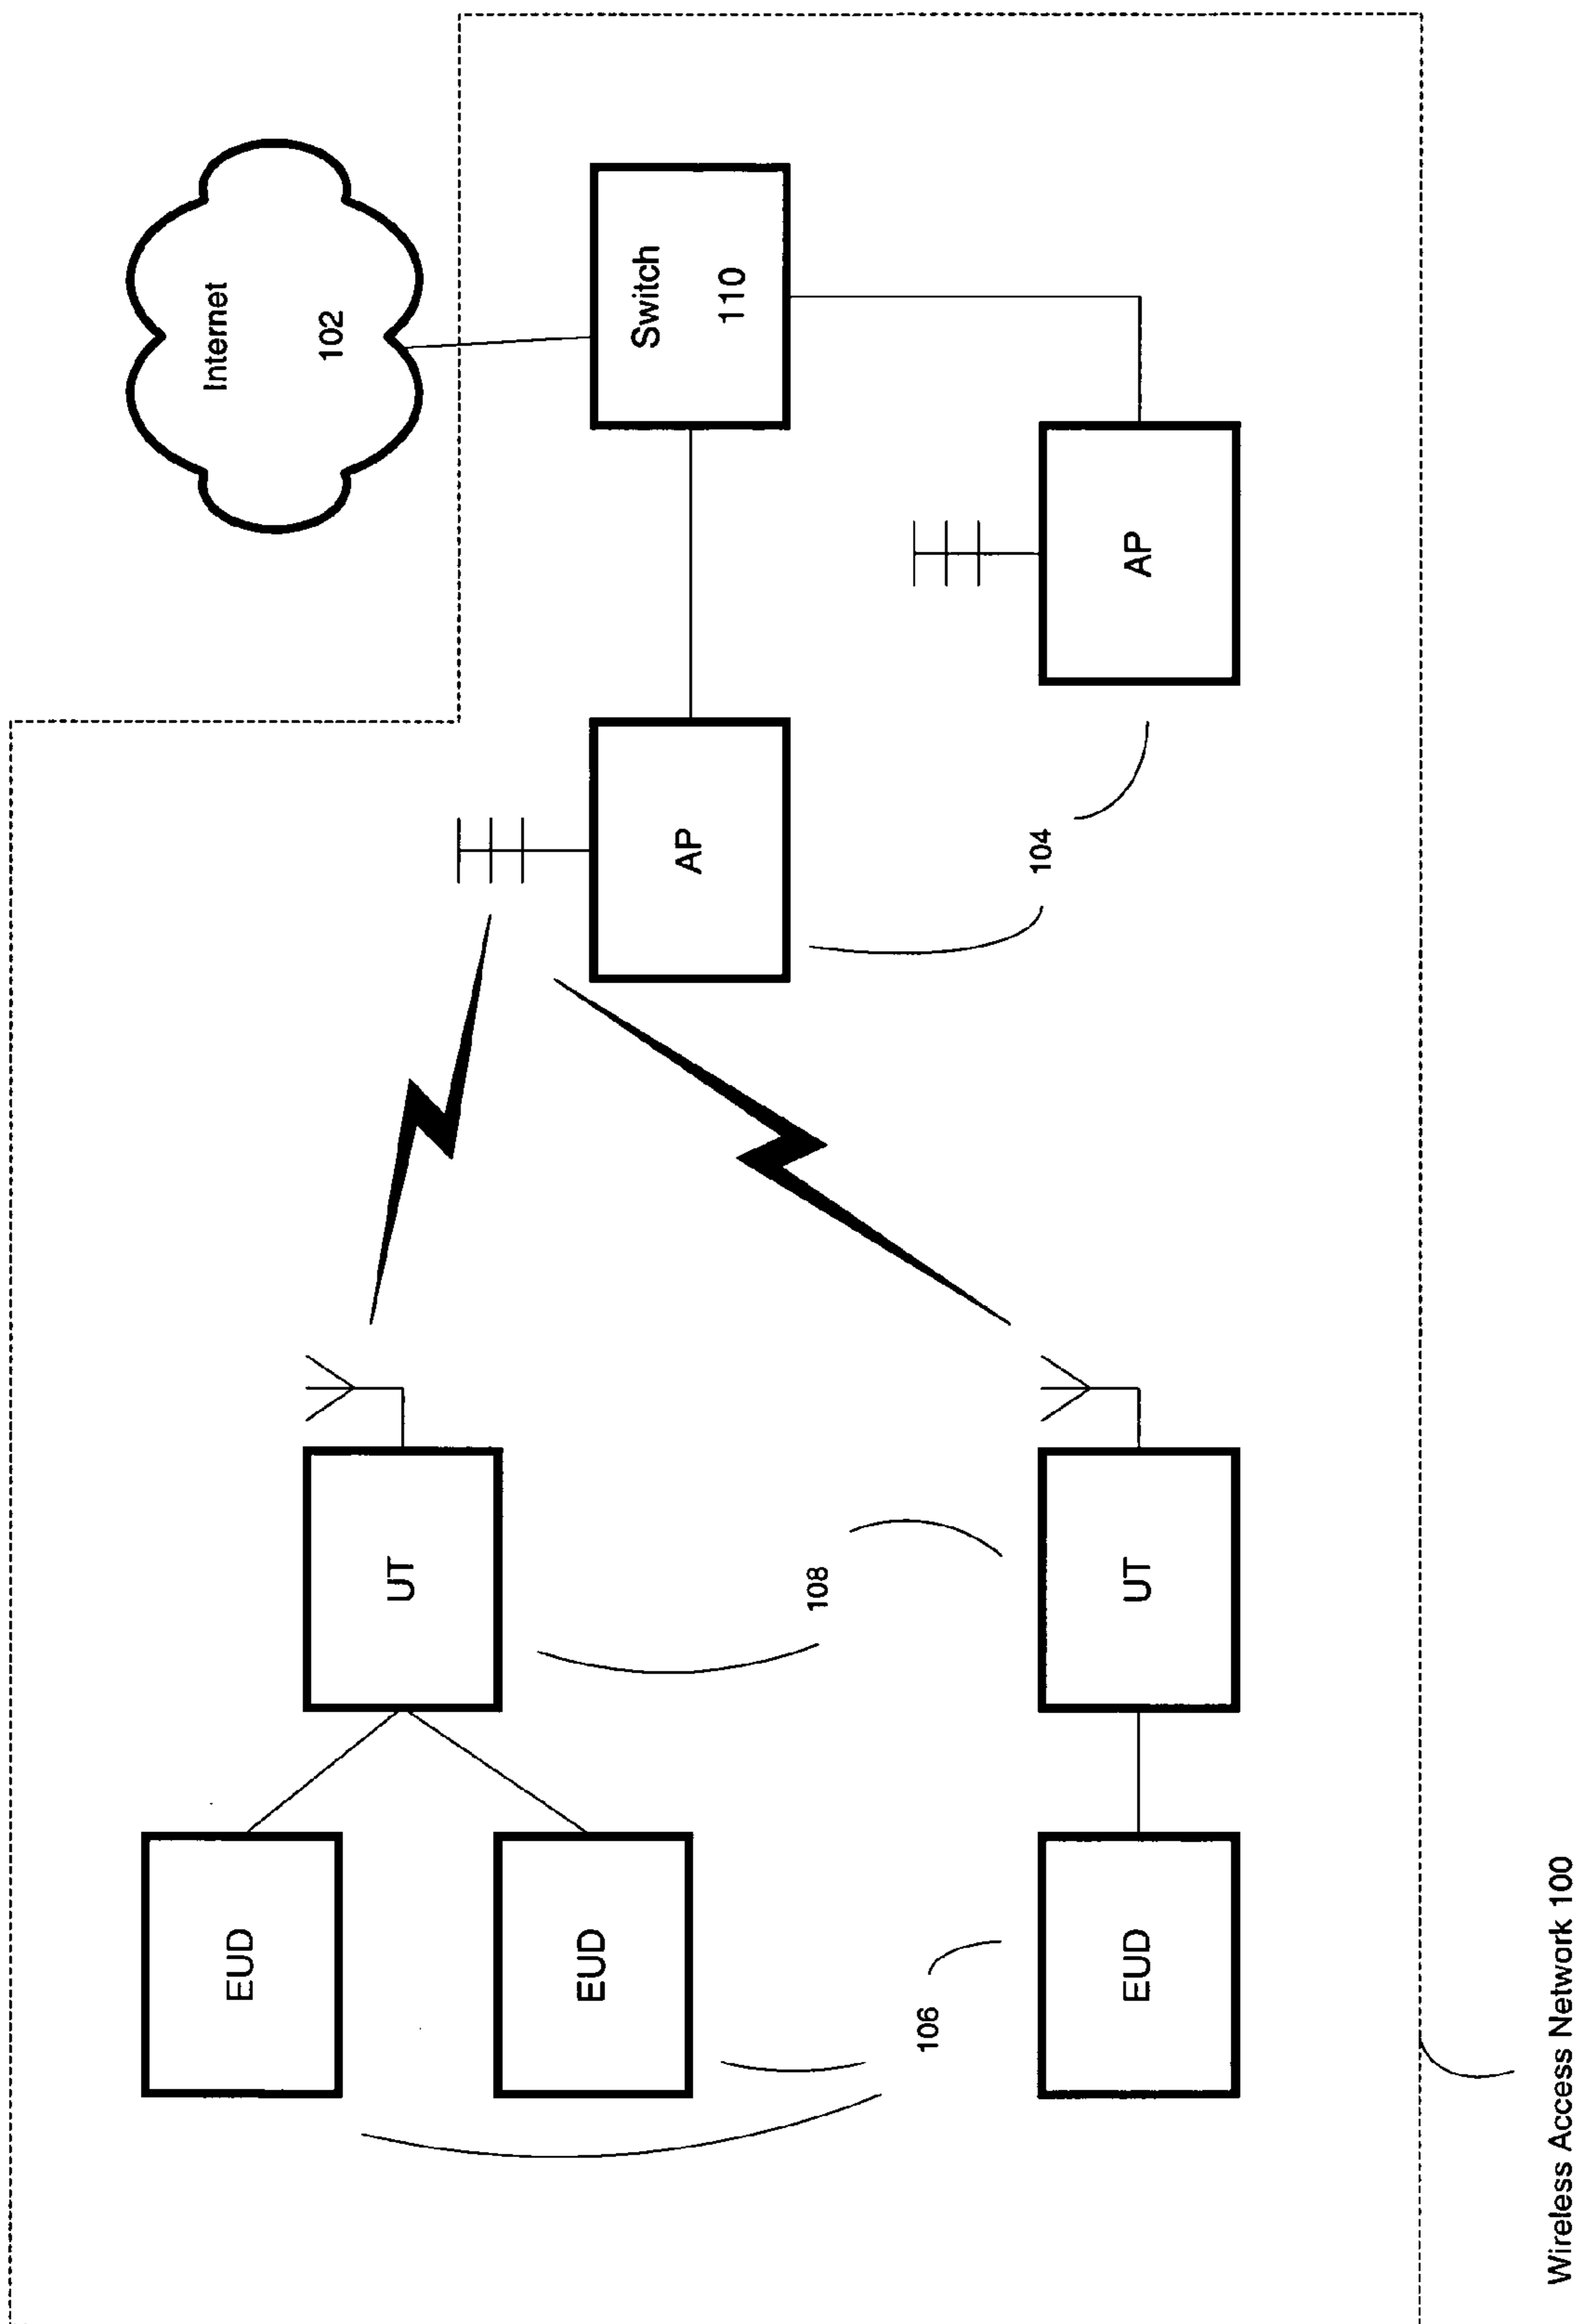 Internet
102
EUD
UT
AP
Switch
110
EUD
108
106
104
EUD
UT
AP
Wireless Access Network 100